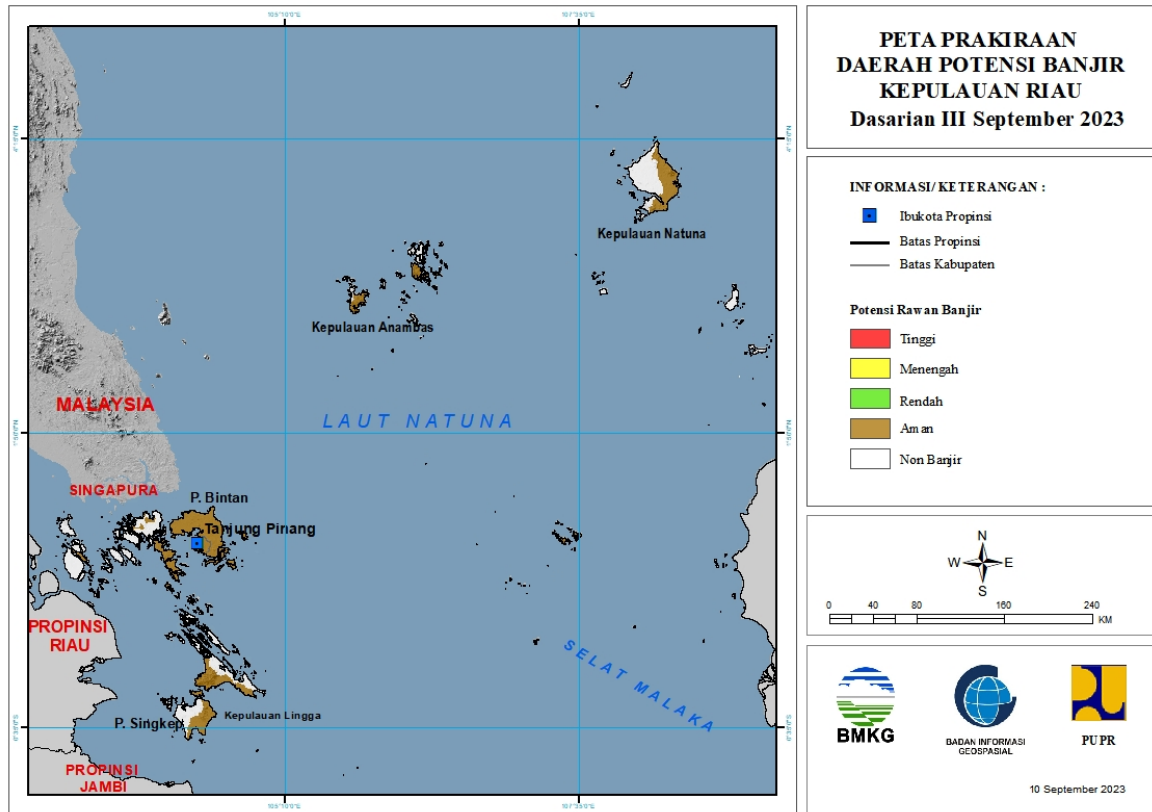 PETA PRAKIRAAN
DAERAH POTENSI BANJIR
KEPULAUAN RIAU
Dasarian III September 2023
INFORMASI/ KETERANGAN :
Ibukota Propinsi
Batas Propinsi
Batas Kabupaten
Potensi Rawan Banjir
Tinggi
Menengah
Rendah
Aman
Non Banjir
N
W E
S
0 40 80 160 240
KM
BMKG
BADAN INFORMASI
GEOSPASIAL
PUPR
10 September 2023
Kepulauan Natuna
Kepulauan Anambas
MALAYSIA
LAUT NATUNA
SINGAPURA
P. Bintan
Tanjung Pinang
PROPINSI
RIAU
SELAT MALAKA
P. Singkep
Kepulauan Lingga
PROPINSI
JAMBI